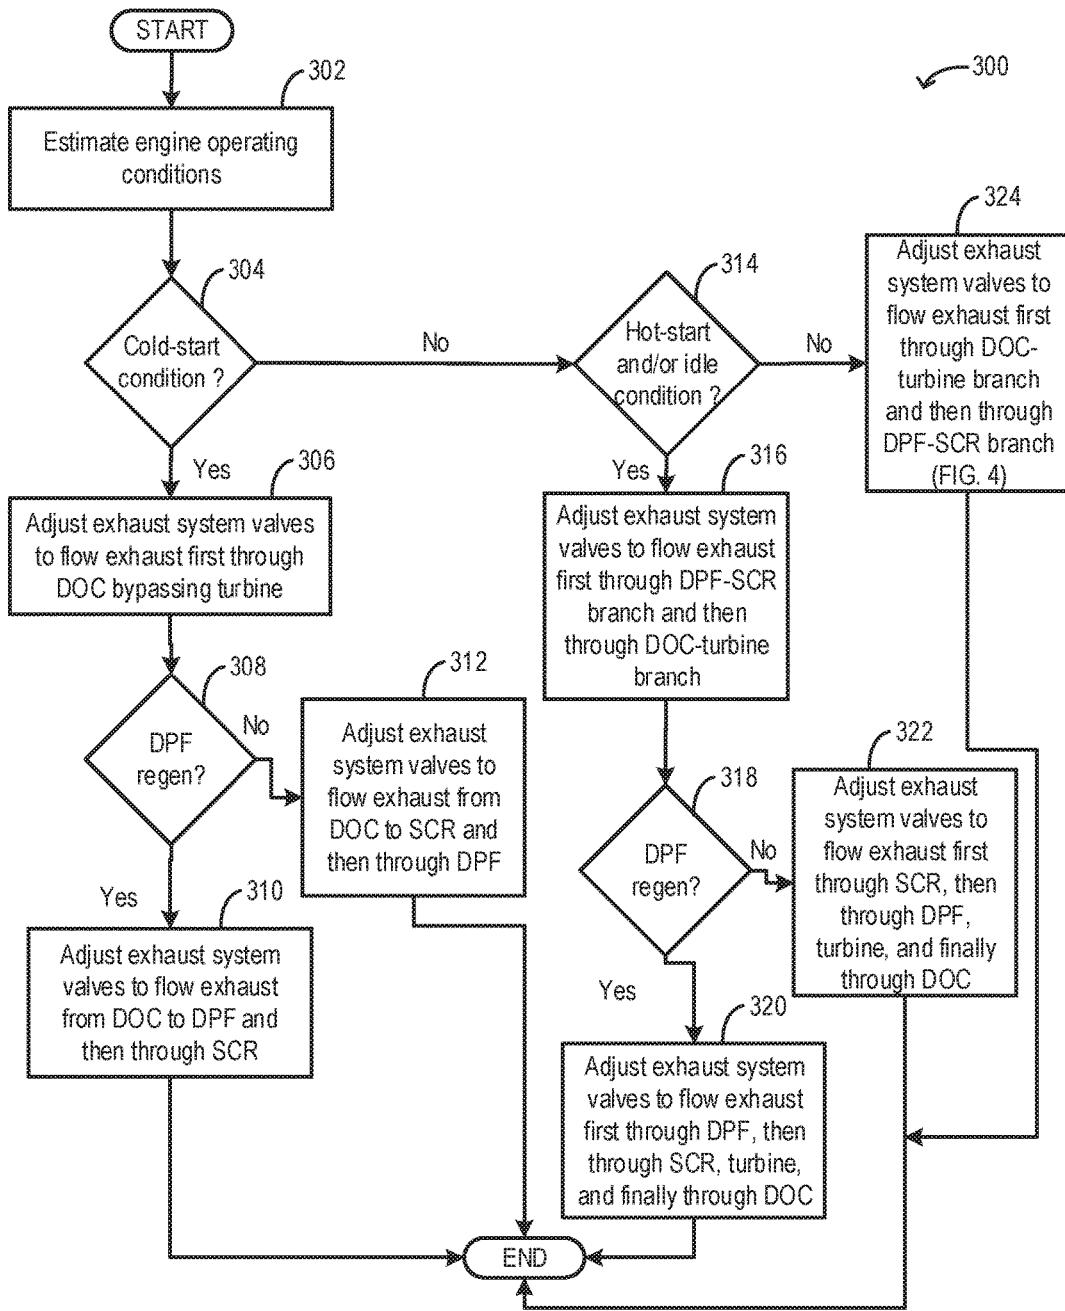 START
302
300
Estimate engine operating
conditions
324
Adjust exhaust
system valves to
flow exhaust first
through DOC-
turbine branch
and then through
DPF-SCR branch
(FIG. 4)
304
Cold-start
condition ?
No
314
Hot-start
and/or idle
condition ?
No
Yes
306
Adjust exhaust system valves
to flow exhaust first through
DOC bypassing turbine
Yes
316
Adjust exhaust system
valves to flow exhaust
first through DPF-SCR
branch and then
through DOC-turbine
branch
308
DPF
regen?
No
312
Adjust exhaust
system valves to
flow exhaust from
DOC to SCR and
then through DPF
318
DPF
regen?
No
322
Adjust exhaust
system valves to
flow exhaust first
through SCR, then
through DPF,
turbine, and finally
through DOC
Yes
310
Adjust exhaust system
valves to flow exhaust
from DOC to DPF and
then through SCR
Yes
320
Adjust exhaust system
valves to flow exhaust
first through DPF, then
through SCR, turbine,
and finally through DOC
END